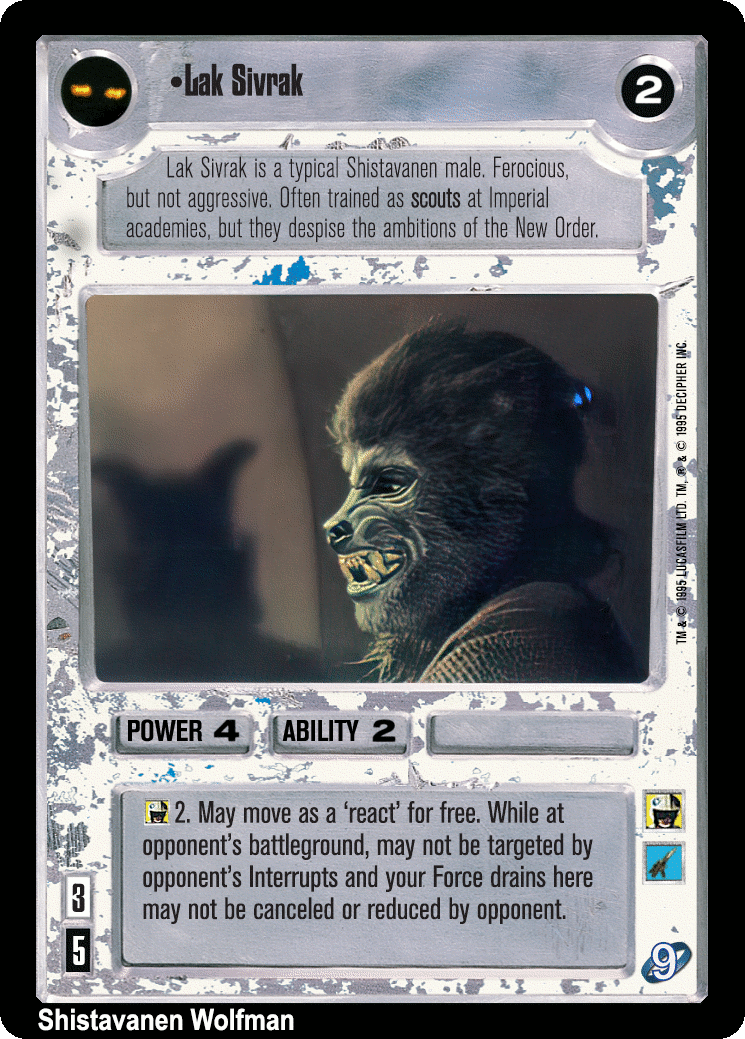 •Lak Sivrak
2
Lak Sivrak is a typical Shistavanen male. Ferocious,
but not aggressive. Often trained as scouts at Imperial
academies, but they despise the ambitions of the New Order.
TM & © 1995 LUCASFILM LTD. TM, ® & © 1995 DECIPHER INC.
POWER 4
ABILITY 2
2. May move as a ‘react’ for free. While at
opponent’s battleground, may not be targeted by
opponent’s Interrupts and your Force drains here
may not be canceled or reduced by opponent.
3
5
9
Shistavanen Wolfman